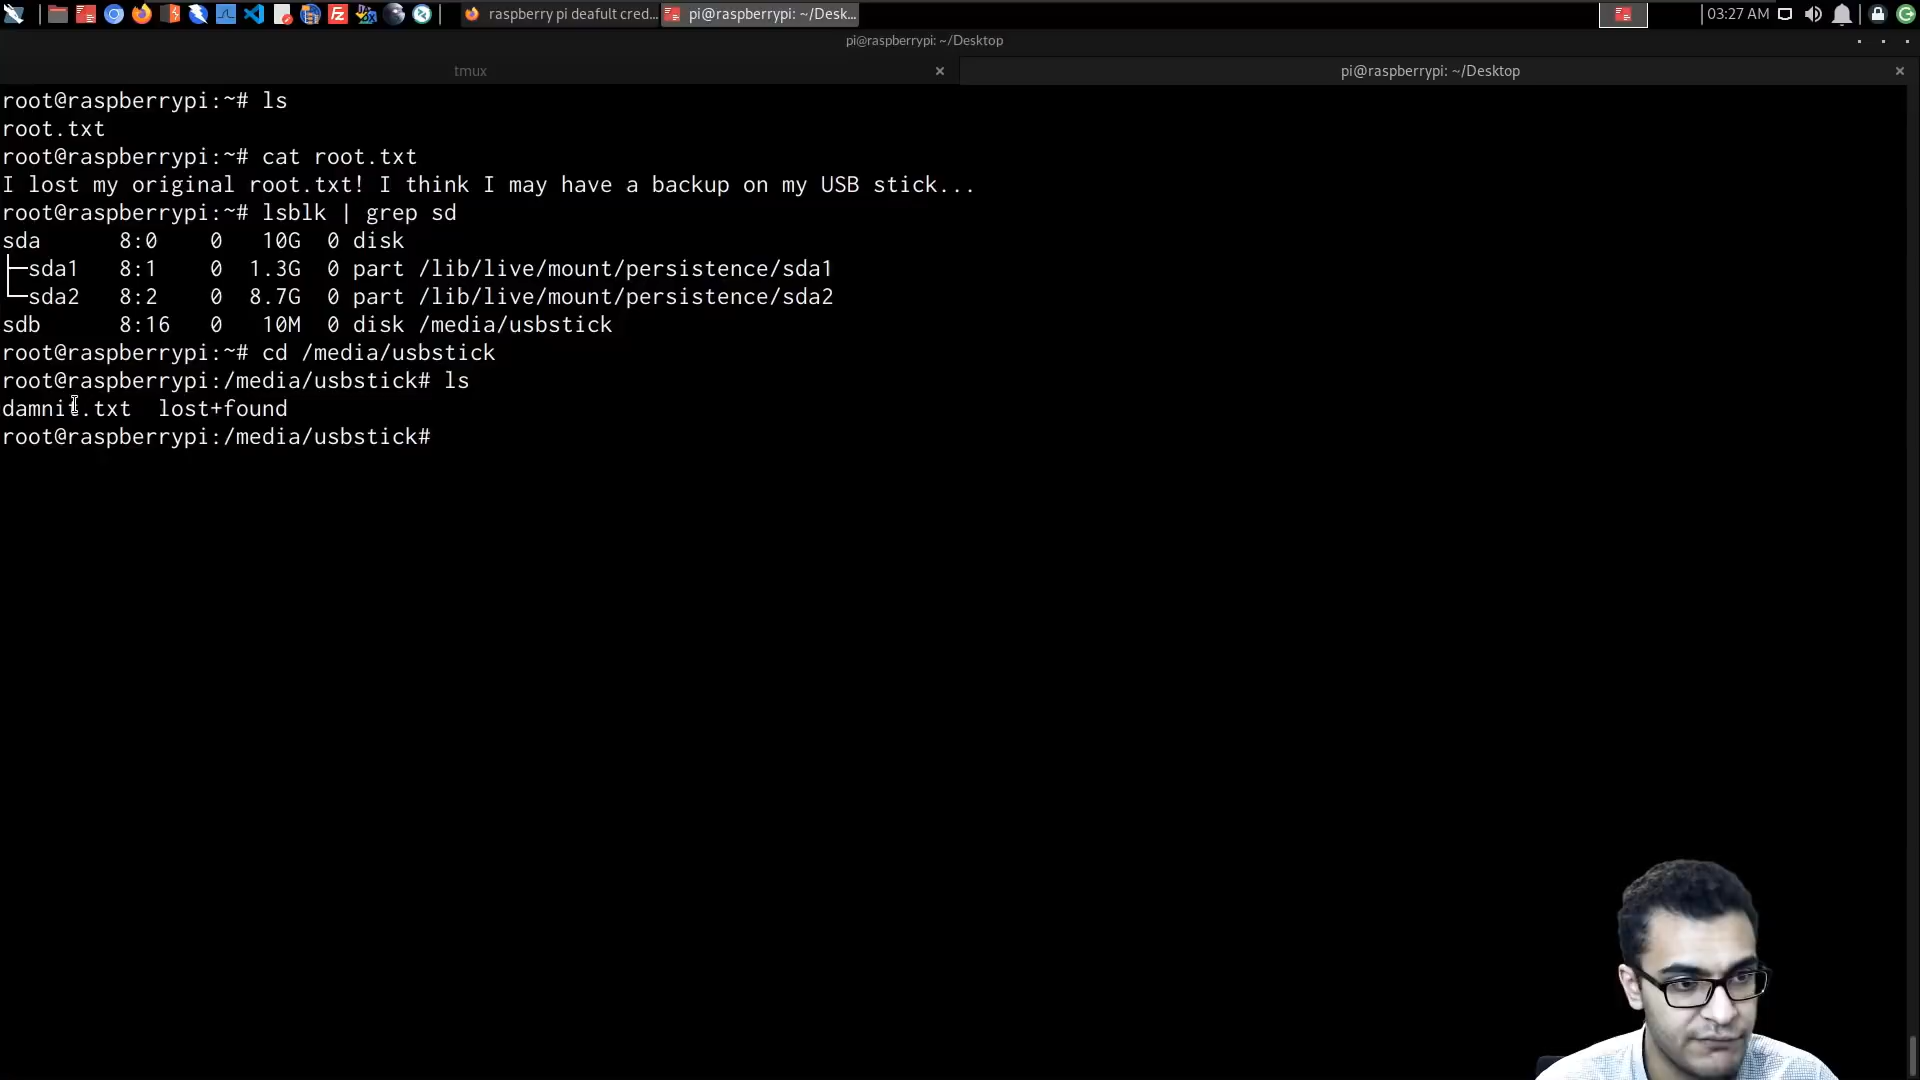 raspberry pi deafult cred...
pi@raspberrypi: ~/Desk...
03:27 AM
pi@raspberrypi: ~/Desktop
tmux
pi@raspberrypi: ~/Desktop
root@raspberrypi:~# ls
root.txt
root@raspberrypi:~# cat root.txt
I lost my original root.txt! I think I may have a backup on my USB stick...
root@raspberrypi:~# lsblk | grep sd
sda      8:0    0   10G  0 disk
├─sda1   8:1    0  1.3G  0 part /lib/live/mount/persistence/sda1
└─sda2   8:2    0  8.7G  0 part /lib/live/mount/persistence/sda2
sdb      8:16   0   10M  0 disk /media/usbstick
root@raspberrypi:~# cd /media/usbstick
root@raspberrypi:/media/usbstick# ls
damnit.txt  lost+found
root@raspberrypi:/media/usbstick#